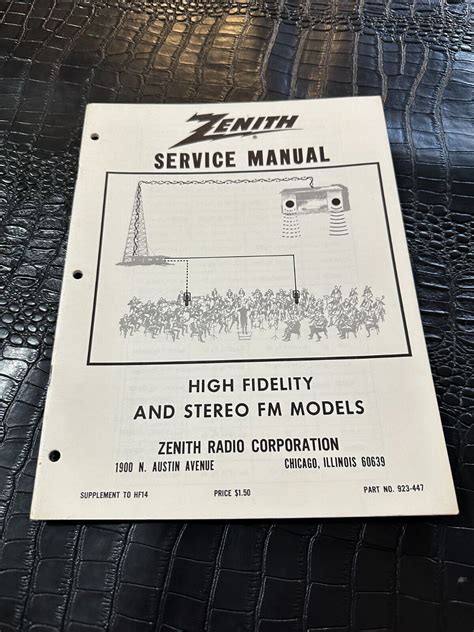 ZENITH
SERVICE MANUAL
HIGH FIDELITY
AND STEREO FM MODELS
ZENITH RADIO CORPORATION
1900 N. AUSTIN AVENUE CHICAGO, ILLINOIS 60639
SUPPLEMENT TO HF14 PRICE $1.50 PART NO. 923-447